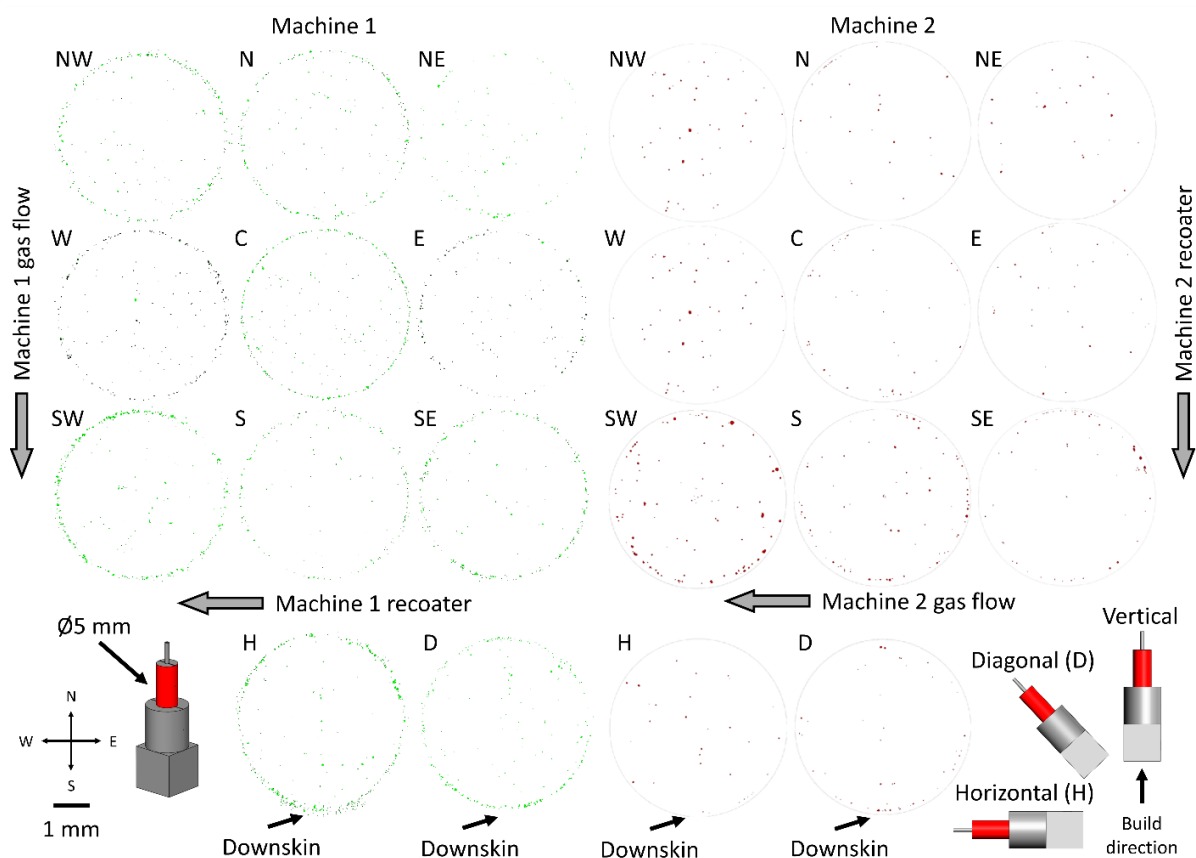 Machine 1
Machine 2
NW
N
NE
NW
N
NE
Machine 1 gas flow
Machine 2 recoater
W
C
E
W
C
E
SW
S
SE
SW
S
SE
Machine 1 recoater
Machine 2 gas flow
Ø5 mm
H
D
H
D
Vertical
Diagonal (D)
N
W
E
S
1 mm
Horizontal (H)
Build
direction
Downskin
Downskin
Downskin
Downskin